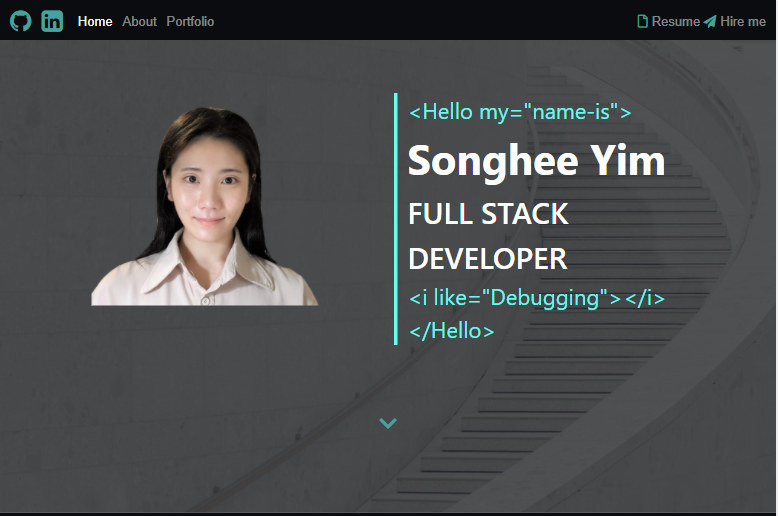 Home About Portfolio Resume Hire me
<Hello my="name-is">
Songhee Yim
FULL STACK
DEVELOPER
<i like="Debugging"></i>
</Hello>